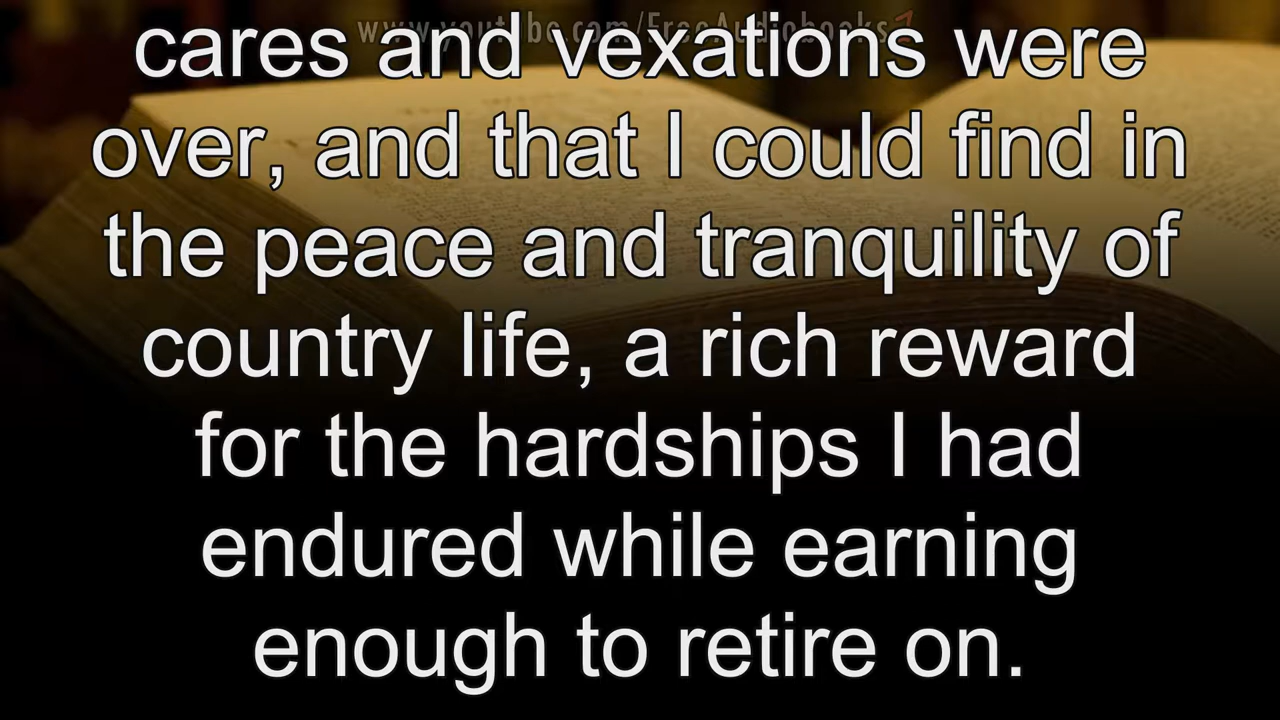 www.youtube.com/FreeAudiobooks
cares and vexations were
over, and that I could find in
the peace and tranquility of
country life, a rich reward
for the hardships I had
endured while earning
enough to retire on.